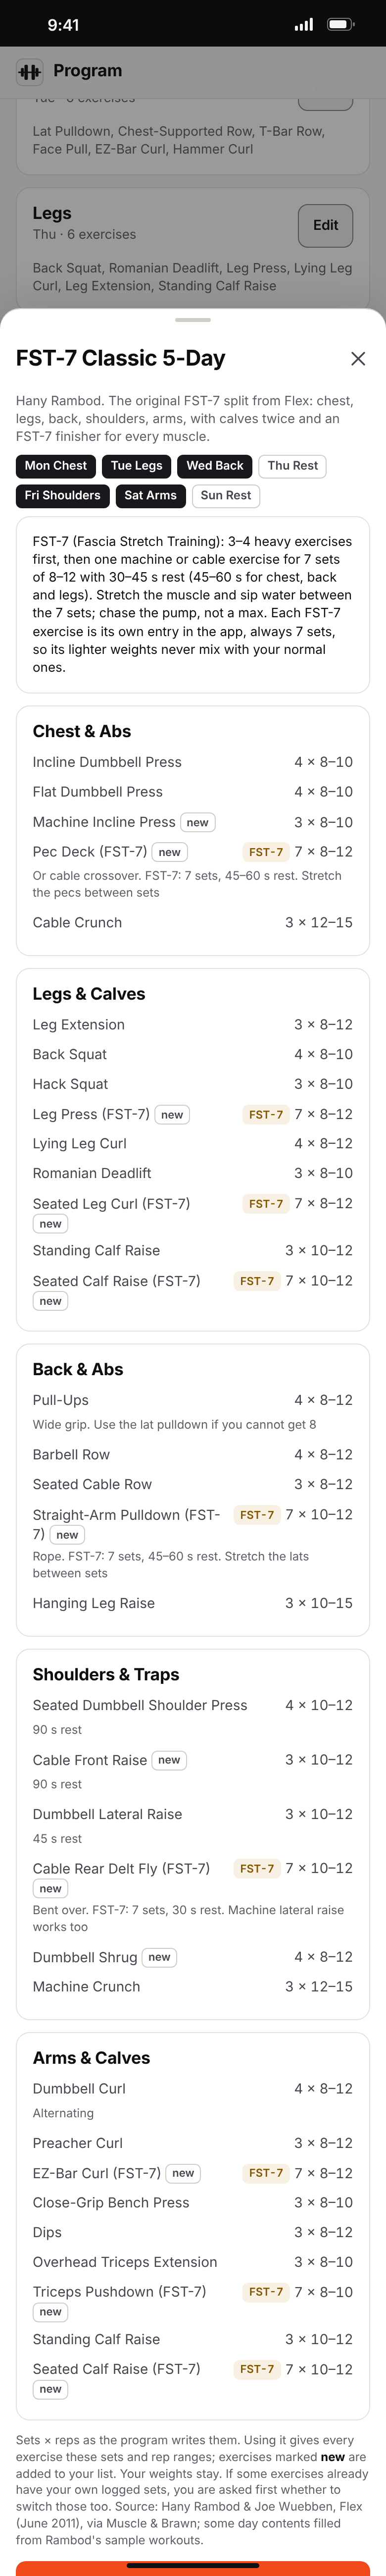 9:41
Program
Tue · 6 exercises
Lat Pulldown, Chest-Supported Row, T-Bar Row,
Face Pull, EZ-Bar Curl, Hammer Curl
Legs
Thu · 6 exercises
Edit
Back Squat, Romanian Deadlift, Leg Press, Lying Leg
Curl, Leg Extension, Standing Calf Raise
FST-7 Classic 5-Day
Hany Rambod. The original FST-7 split from Flex: chest,
legs, back, shoulders, arms, with calves twice and an
FST-7 finisher for every muscle.
Mon Chest Tue Legs Wed Back Thu Rest
Fri Shoulders Sat Arms Sun Rest
FST-7 (Fascia Stretch Training): 3–4 heavy exercises
first, then one machine or cable exercise for 7 sets
of 8–12 with 30–45 s rest (45–60 s for chest, back
and legs). Stretch the muscle and sip water between
the 7 sets; chase the pump, not a max. Each FST-7
exercise is its own entry in the app, always 7 sets,
so its lighter weights never mix with your normal
ones.
Chest & Abs
Incline Dumbbell Press 4 × 8–10
Flat Dumbbell Press 4 × 8–10
Machine Incline Press new 3 × 8–10
Pec Deck (FST-7) new FST-7 7 × 8–12
Or cable crossover. FST-7: 7 sets, 45–60 s rest. Stretch
the pecs between sets
Cable Crunch 3 × 12–15
Legs & Calves
Leg Extension 3 × 8–12
Back Squat 4 × 8–10
Hack Squat 3 × 8–10
Leg Press (FST-7) new FST-7 7 × 8–12
Lying Leg Curl 4 × 8–12
Romanian Deadlift 3 × 8–10
Seated Leg Curl (FST-7) FST-7 7 × 8–12
new
Standing Calf Raise 3 × 10–12
Seated Calf Raise (FST-7) FST-7 7 × 10–12
new
Back & Abs
Pull-Ups 4 × 8–12
Wide grip. Use the lat pulldown if you cannot get 8
Barbell Row 4 × 8–12
Seated Cable Row 3 × 8–12
Straight-Arm Pulldown (FST- FST-7 7 × 10–12
7) new
Rope. FST-7: 7 sets, 45–60 s rest. Stretch the lats
between sets
Hanging Leg Raise 3 × 10–15
Shoulders & Traps
Seated Dumbbell Shoulder Press 4 × 10–12
90 s rest
Cable Front Raise new 3 × 10–12
90 s rest
Dumbbell Lateral Raise 3 × 10–12
45 s rest
Cable Rear Delt Fly (FST-7) FST-7 7 × 10–12
new
Bent over. FST-7: 7 sets, 30 s rest. Machine lateral raise
works too
Dumbbell Shrug new 4 × 8–12
Machine Crunch 3 × 12–15
Arms & Calves
Dumbbell Curl 4 × 8–12
Alternating
Preacher Curl 3 × 8–12
EZ-Bar Curl (FST-7) new FST-7 7 × 8–12
Close-Grip Bench Press 3 × 8–10
Dips 3 × 8–12
Overhead Triceps Extension 3 × 8–10
Triceps Pushdown (FST-7) FST-7 7 × 8–10
new
Standing Calf Raise 3 × 10–12
Seated Calf Raise (FST-7) FST-7 7 × 10–12
new
Sets × reps as the program writes them. Using it gives every
exercise these sets and rep ranges; exercises marked new are
added to your list. Your weights stay. If some exercises already
have your own logged sets, you are asked first whether to
switch those too. Source: Hany Rambod & Joe Wuebben, Flex
(June 2011), via Muscle & Brawn; some day contents filled
from Rambod's sample workouts.